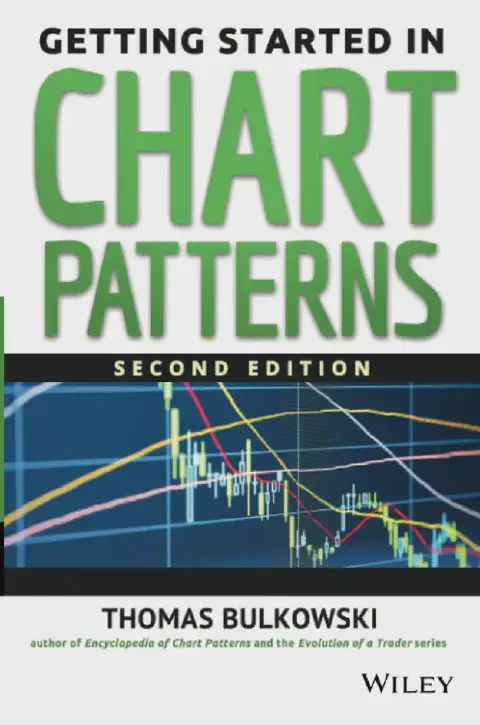 GETTING STARTED IN
CHART
PATTERNS
SECOND EDITION
THOMAS BULKOWSKI
author of Encyclopedia of Chart Patterns and the Evolution of a Trader series
WILEY